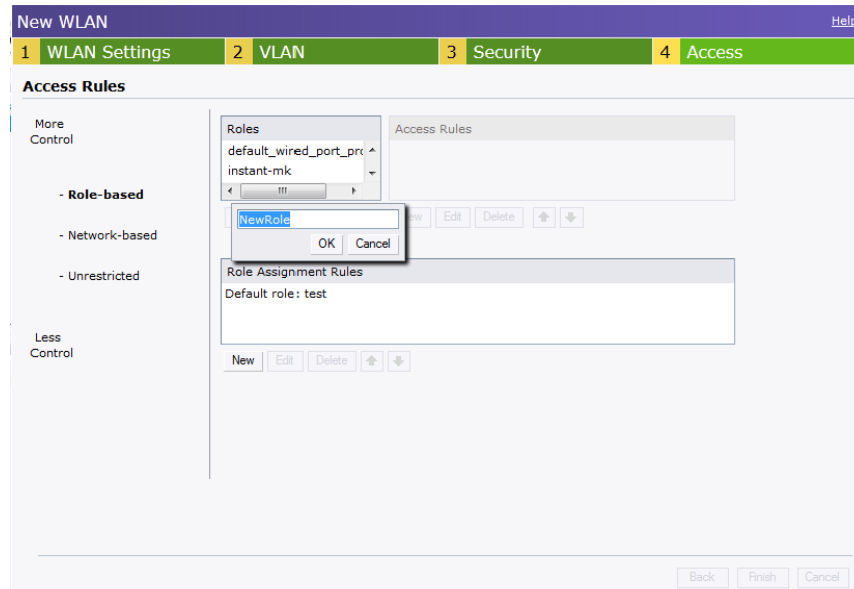 New WLAN Help
1 WLAN Settings 2 VLAN 3 Security 4 Access
Access Rules
More
Control
- Role-based
- Network-based
- Unrestricted
Less
Control
Roles
default_wired_port_pro
instant-mk
Access Rules
Edit Delete
NewRole
OK Cancel
Role Assignment Rules
Default role: test
New Edit Delete
Back Finish Cancel